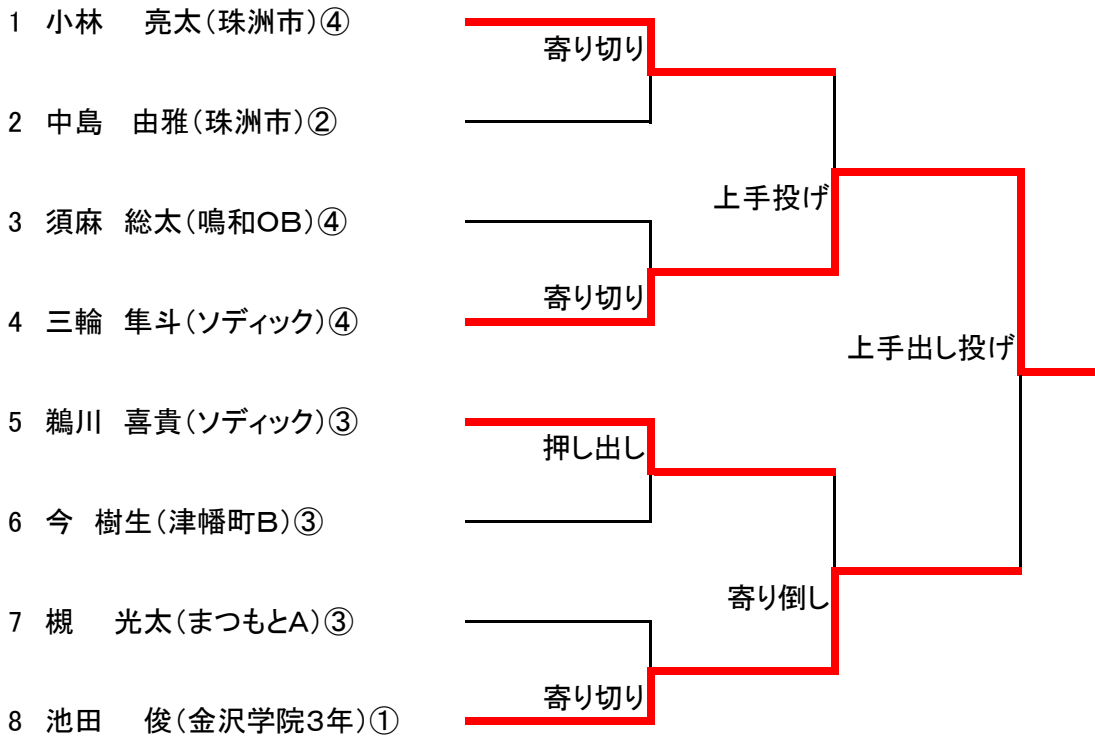 1 小林 亮太(珠洲市)④
寄り切り
2 中島 由雅(珠洲市)②
上手投げ
3 須麻 総太(鳴和OB)④
寄り切り
4 三輪 隼斗(ソディック)④
上手出し投げ
5 鵜川 喜貴(ソディック)③
押し出し
6 今 樹生(津幡町B)③
寄り倒し
7 槻 光太(まつもとA)③
寄り切り
8 池田 俊(金沢学院3年)①